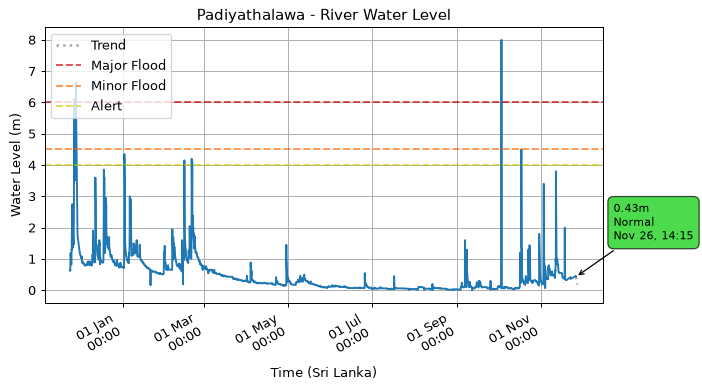 Padiyathalawa - River Water Level
Trend
Major Flood
Minor Flood
Alert
Water Level (m)
8
7
6
5
4
3
2
1
0
0.43m
Normal
Nov 26, 14:15
01 Jan
00:00
01 Mar
00:00
01 May
00:00
01 Jul
00:00
01 Sep
00:00
01 Nov
00:00
Time (Sri Lanka)